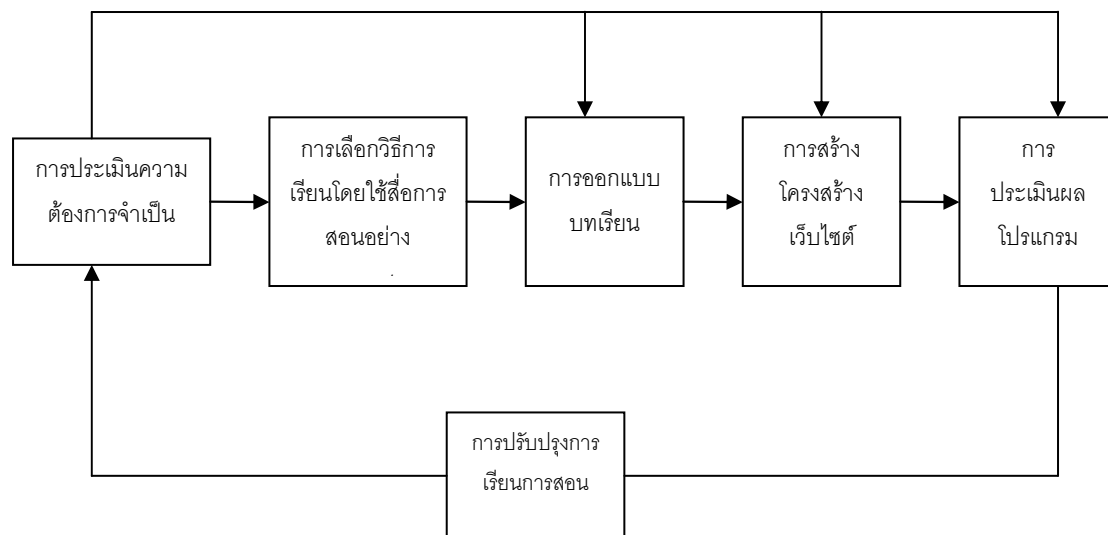 การประเมินความ
ต้องการจำเป็น
การเลือกวิธีการ
เรียนโดยใช้สื่อการ
สอนอย่าง
การออกแบบ
บทเรียน
การสร้าง
โครงสร้าง
เว็บไซต์
การ
ประเมินผล
โปรแกรม
การปรับปรุงการ
เรียนการสอน